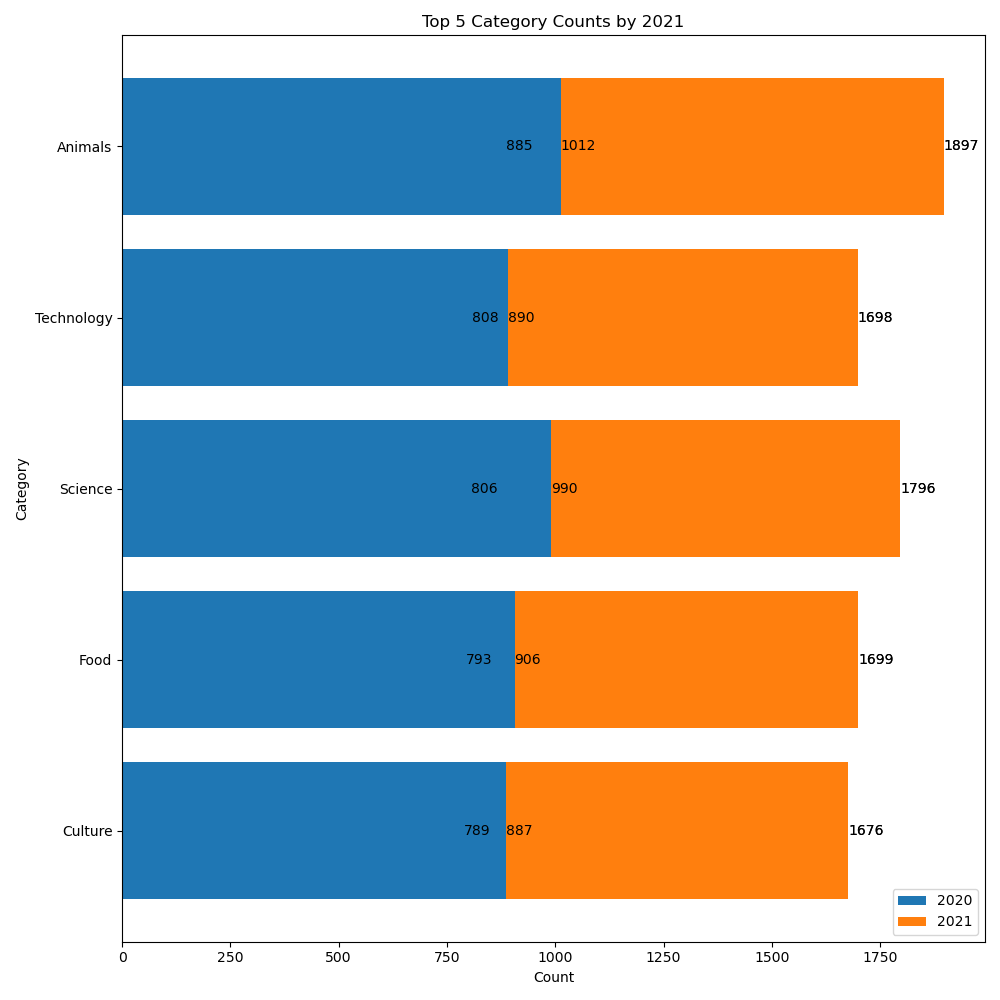 Top 5 Category Counts by 2021
Animals
885
1012
1897
Technology
808
890
1698
Science
806
990
1796
Category
Food
793
906
1699
Culture
789
887
1676
2020
2021
0 250 500 750 1000 1250 1500 1750
Count